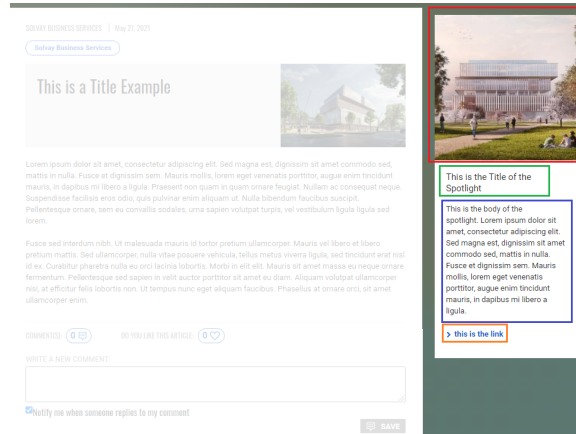 SOLVAY BUSINESS SERVICES | May 21, 2021
Solvay Business Services
This is a Title Example
Lorem ipsum dolor sit amet, consectetur adipiscing elit. Sed magna est, dignissim sit amet commodo sed,
mattis in nulla. Fusce et dignissim sem. Mauris mollis, lorem eget venenatis porttitor, augue enim tincidunt
mauris, in dapibus mi libero a ligula. Praesent non quam in quam ornare feugiat. Nullam ac consequat neque.
Suspendisse facilisis eros odio, quis pulvinar enim aliquam ut. Nulla bibendum faucibus suscipit.
Pellentesque ornare, sem eu convallis sodales, urna sapien volutpat turpis, vel vestibulum ligula ligula sed
lorem.
Fusce sed interdum nibh. Ut malesuada mauris id tortor pretium ullamcorper. Mauris vel libero et libero
pretium mattis. Sed ullamcorper, nulla vitae posuere vehicula, tellus metus viverra ligula, sed tincidunt erat nisl
id ex. Curabitur pharetra nulla eu orci lacinia lobortis. Morbi in elit elit. Mauris sit amet massa eu neque ornare
fermentum. Pellentesque sed sapien in velit auctor porttitor sit amet eu diam. Aliquam volutpat ullamcorper
nisi, at efficitur felis lobortis non. Ut tempus nunc eget aliquam faucibus. Phasellus at ornare orci, sit amet
ullamcorper enim.
COMMENT(S) 0 DO YOU LIKE THIS ARTICLE 0
WRITE A NEW COMMENT:
Notify me when someone replies to my comment
SAVE
This is the Title of the
Spotlight
This is the body of the
spotlight. Lorem ipsum dolor sit
amet, consectetur adipiscing elit.
Sed magna est, dignissim sit amet
commodo sed, mattis in nulla.
Fusce et dignissim sem. Mauris
mollis, lorem eget venenatis
porttitor, augue enim tincidunt
mauris, in dapibus mi libero a
ligula.
> this is the link